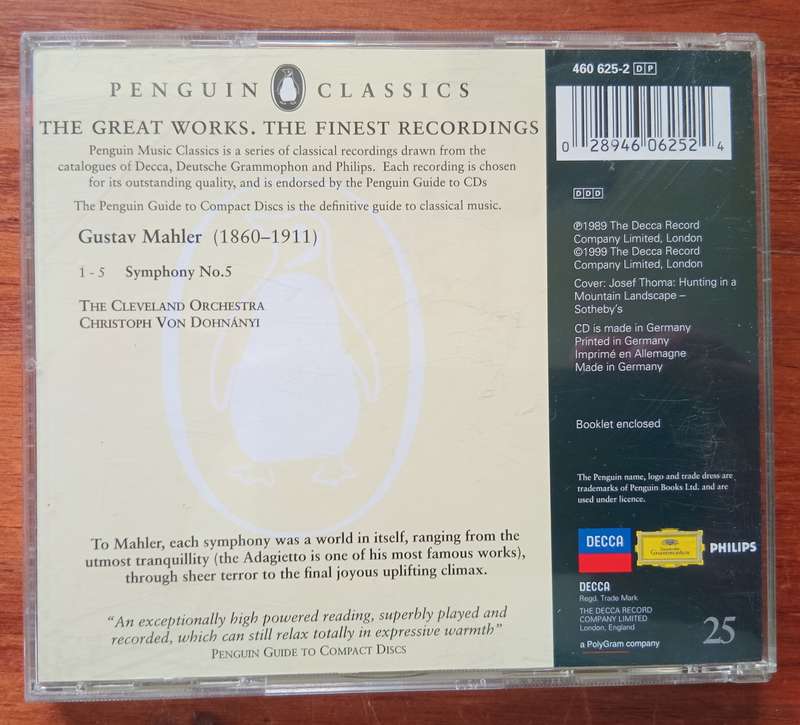 PENGUIN CLASSICS
THE GREAT WORKS. THE FINEST RECORDINGS
Penguin Music Classics is a series of classical recordings drawn from the
catalogues of Decca, Deutsche Grammophon and Philips. Each recording is chosen
for its outstanding quality, and is endorsed by the Penguin Guide to CDs
The Penguin Guide to Compact Discs is the definitive guide to classical music.
Gustav Mahler (1860–1911)
1 - 5 Symphony No.5
THE CLEVELAND ORCHESTRA
CHRISTOPH VON DOHNÁNYI
To Mahler, each symphony was a world in itself, ranging from the
utmost tranquillity (the Adagietto is one of his most famous works),
through sheer terror to the final joyous uplifting climax.
“An exceptionally high powered reading, superbly played and
recorded, which can still relax totally in expressive warmth”
PENGUIN GUIDE TO COMPACT DISCS
460 625-2 DP
0 28946 06252 4
DDD
℗1989 The Decca Record
Company Limited, London
©1999 The Decca Record
Company Limited, London
Cover: Josef Thoma: Hunting in a
Mountain Landscape –
Sotheby's
CD is made in Germany
Printed in Germany
Imprimé en Allemagne
Made in Germany
Booklet enclosed
The Penguin name, logo and trade dress are
trademarks of Penguin Books Ltd. and are
used under licence.
DECCA
Deutsche
Grammophon
PHILIPS
DECCA
Regd. Trade Mark
THE DECCA RECORD
COMPANY LIMITED
London, England
a PolyGram company
25